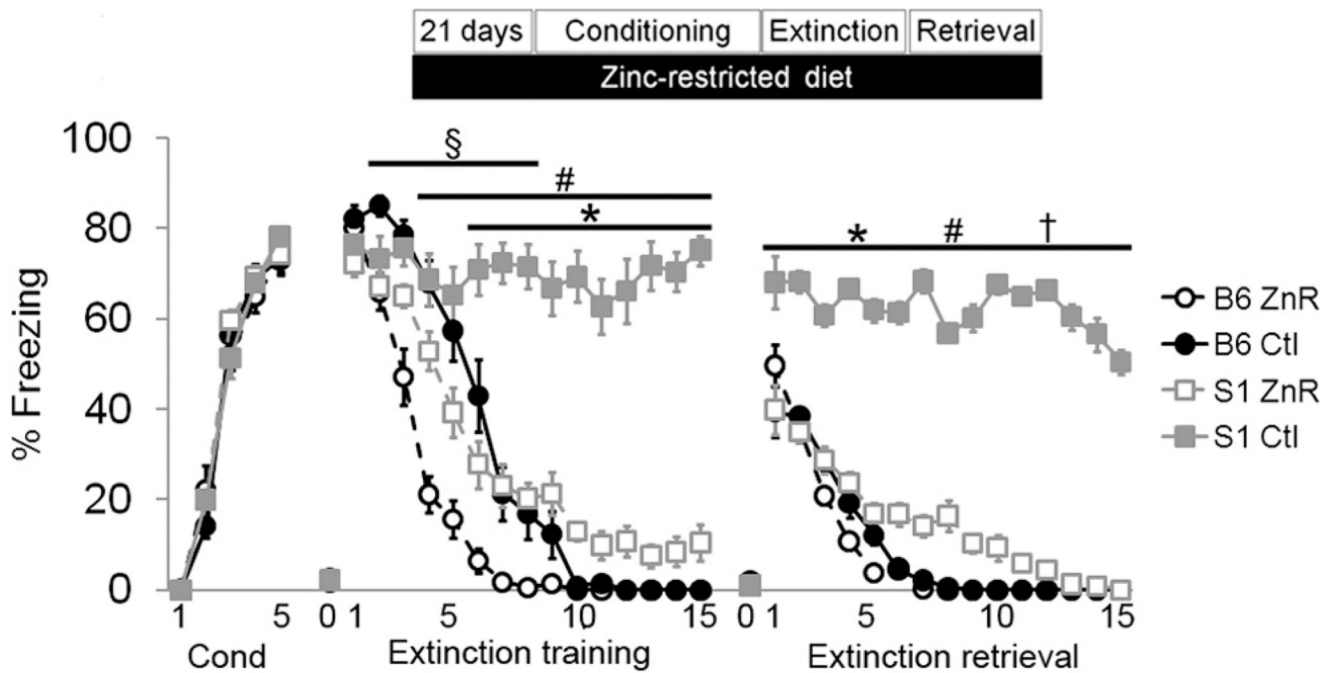 21 days Conditioning Extinction Retrieval
Zinc-restricted diet
100
80
60
40
20
0
% Freezing
§
#
*
* # †
B6 ZnR
B6 Ctl
S1 ZnR
S1 Ctl
1 5 0 1 5 10 15 0 1 5 10 15
Cond Extinction training Extinction retrieval